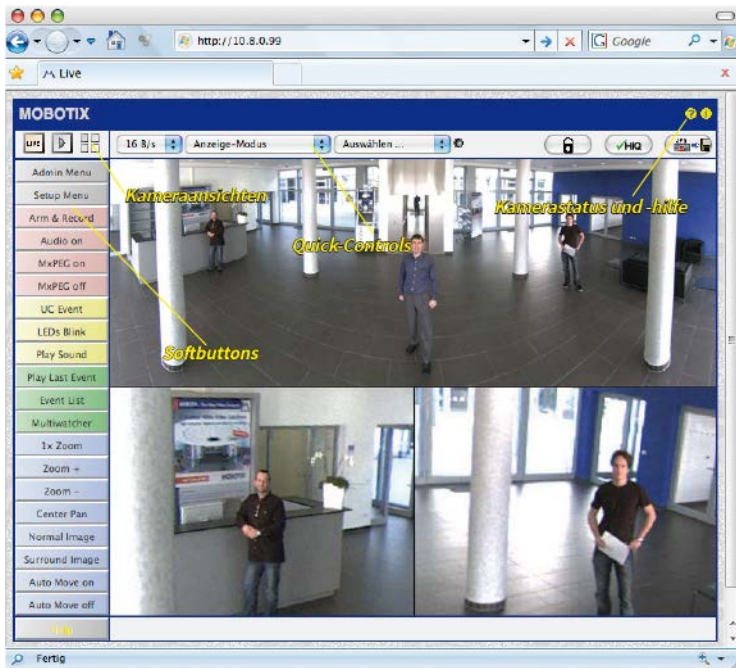 http://10.8.0.99
Google
Live
x
MOBOTIX
LIVE
16 B/s
Anzeige-Modus
Auswählen ...
HiQ
Admin Menu
Setup Menu
Arm & Record
Audio on
MxPEG on
MxPEG off
UC Event
LEDs Blink
Play Sound
Play Last Event
Event List
Multiwatcher
1x Zoom
Zoom +
Zoom –
Center Pan
Normal Image
Surround Image
Auto Move on
Auto Move off
Help
Kameraansichten
Kamerastatus und -hilfe
Quick-Controls
Softbuttons
MOBOTIX
Fertig